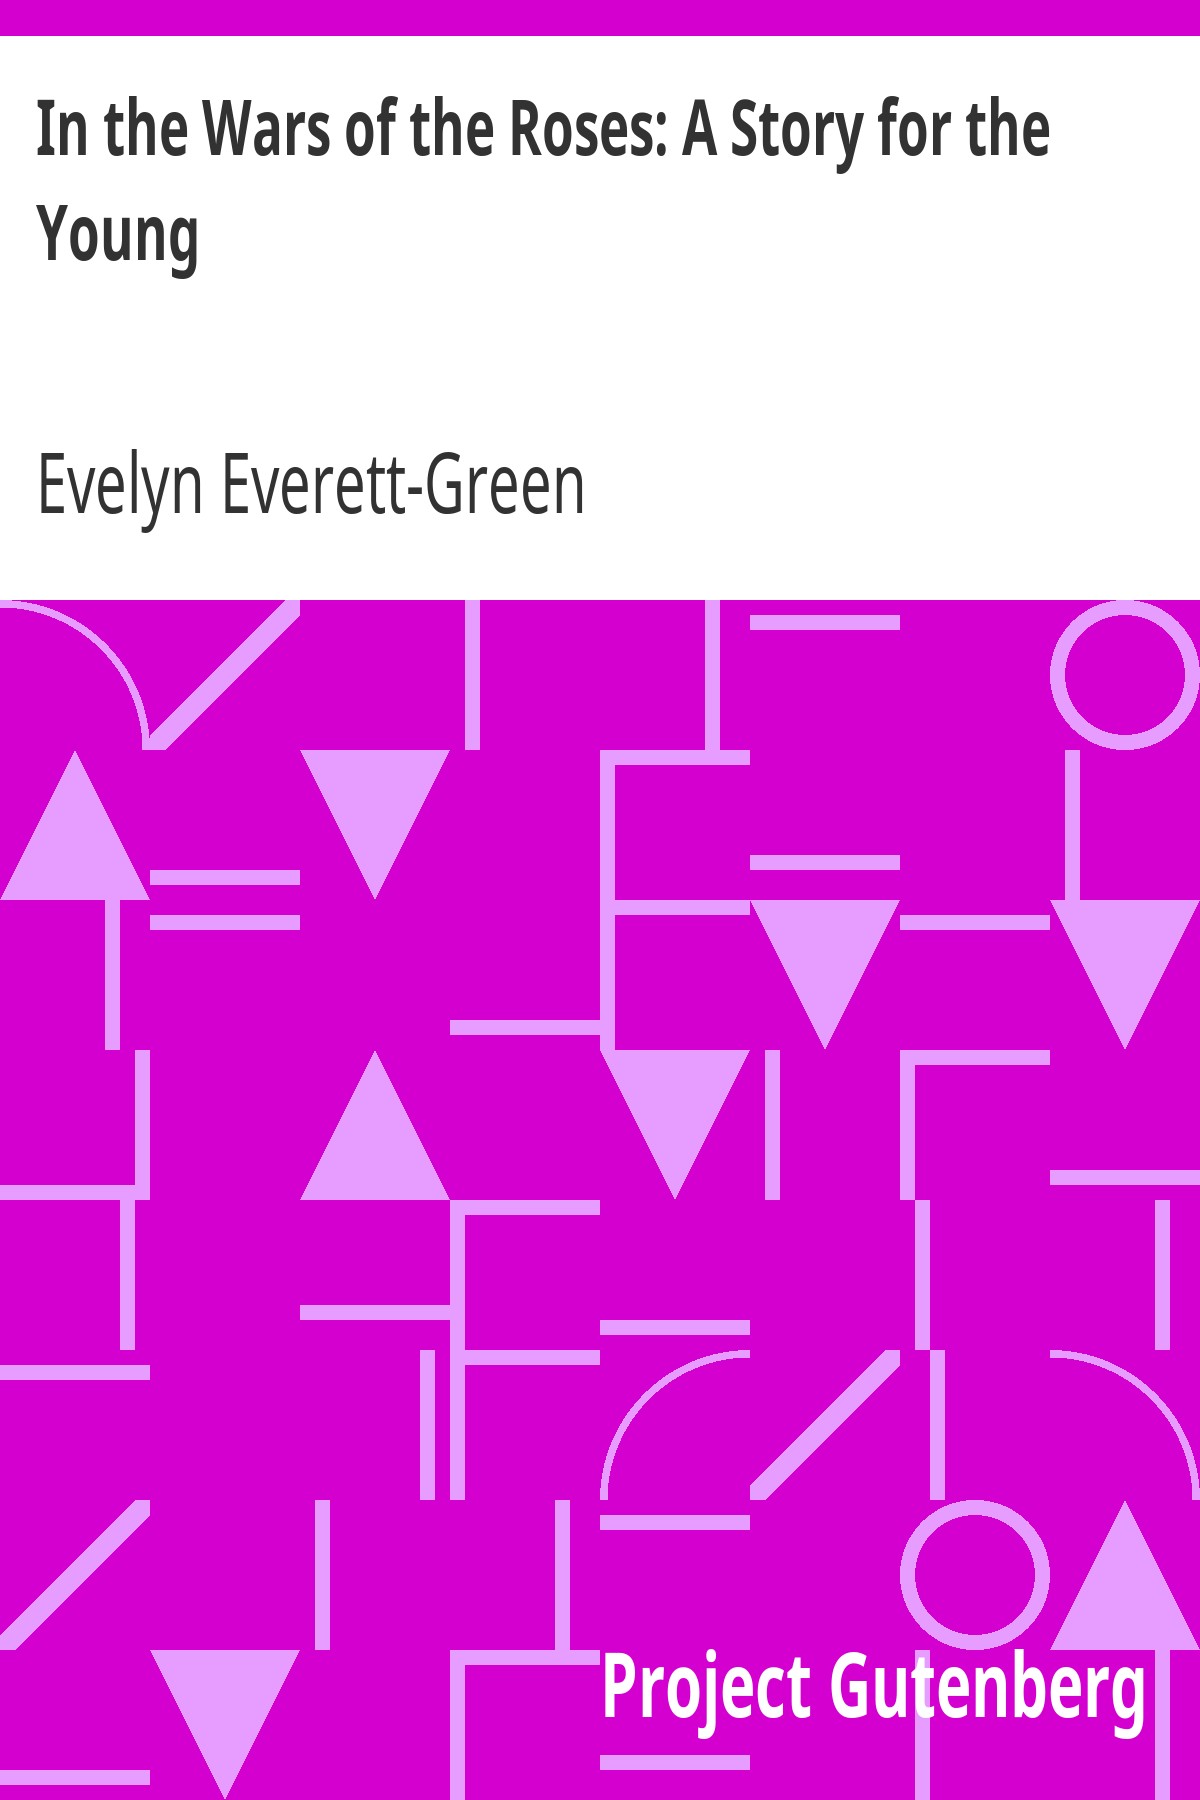 In the Wars of the Roses: A Story for the
Young
Evelyn Everett-Green
Project Gutenberg